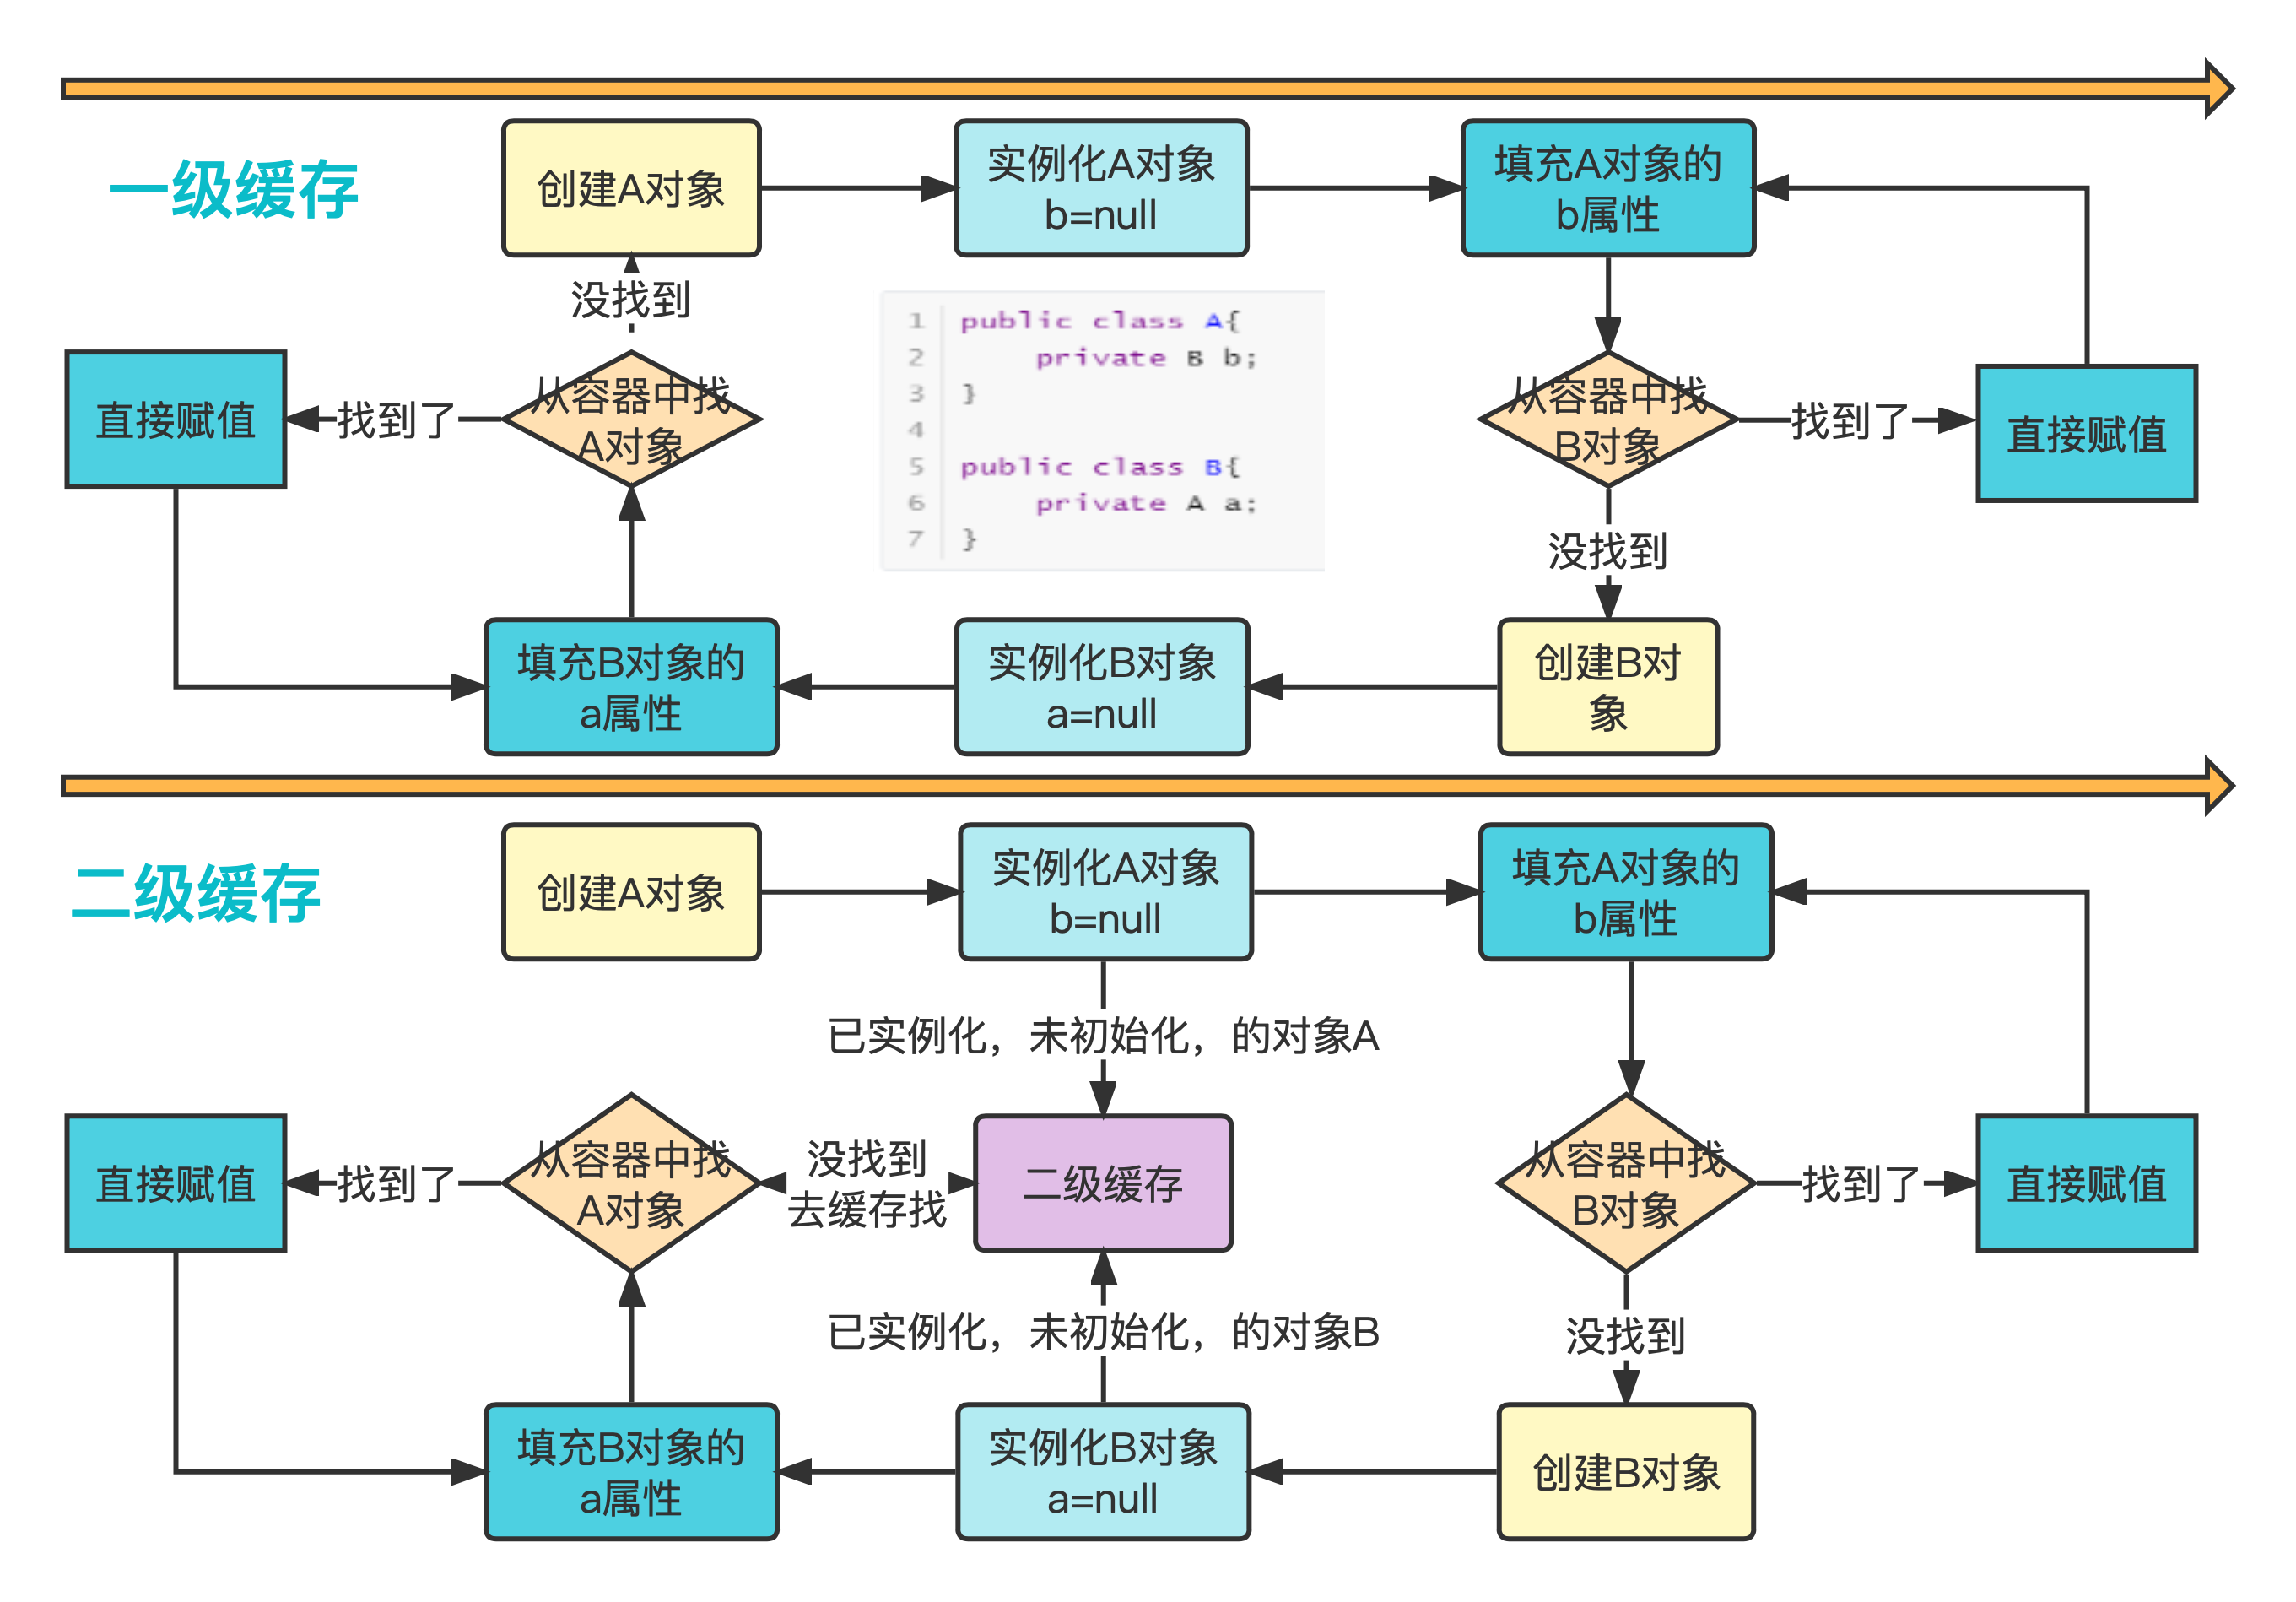 一级缓存
创建A对象
实例化A对象
b=null
填充A对象的
b属性
没找到
1 public class A{
2 private B b;
3 }
4
5 public class B{
6 private A a;
7 }
直接赋值
找到了
从容器中找
A对象
从容器中找
B对象
找到了
直接赋值
没找到
填充B对象的
a属性
实例化B对象
a=null
创建B对
象
二级缓存
创建A对象
实例化A对象
b=null
填充A对象的
b属性
已实例化，未初始化，的对象A
直接赋值
找到了
从容器中找
A对象
没找到
去缓存找
二级缓存
从容器中找
B对象
找到了
直接赋值
已实例化，未初始化，的对象B
没找到
填充B对象的
a属性
实例化B对象
a=null
创建B对象